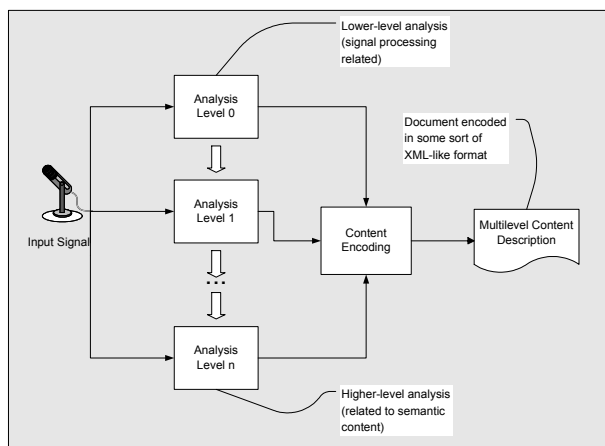 Lower-level analysis
(signal processing
related)
Analysis
Level 0
Document encoded
in some sort of
XML-like format
Analysis
Level 1
Input Signal
Content
Encoding
Multilevel Content
Description
...
Analysis
Level n
Higher-level analysis
(related to semantic
content)